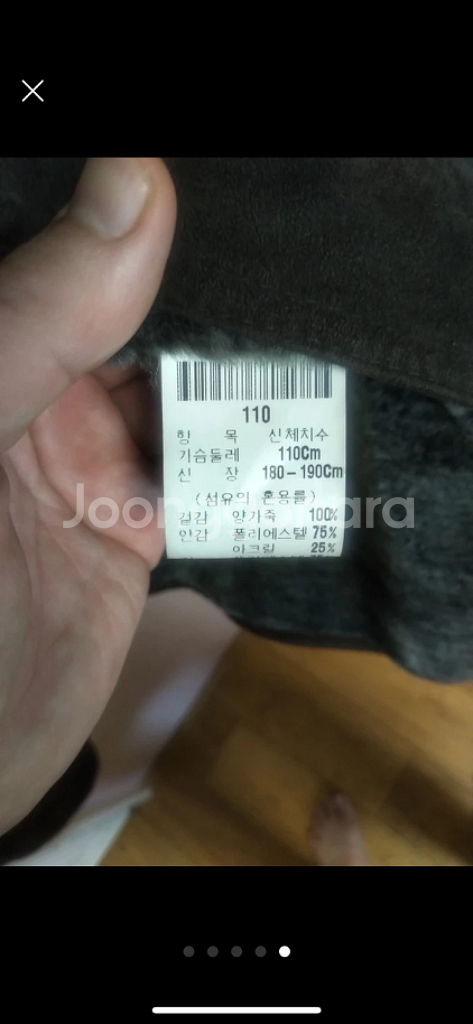 110
항 목 신체치수
가슴둘레 110Cm
신 장 180-190Cm
(섬유의 혼용률)
Joong ara
겉감 양가죽 100%
안감 폴리에스텔 75%
아크릴 25%